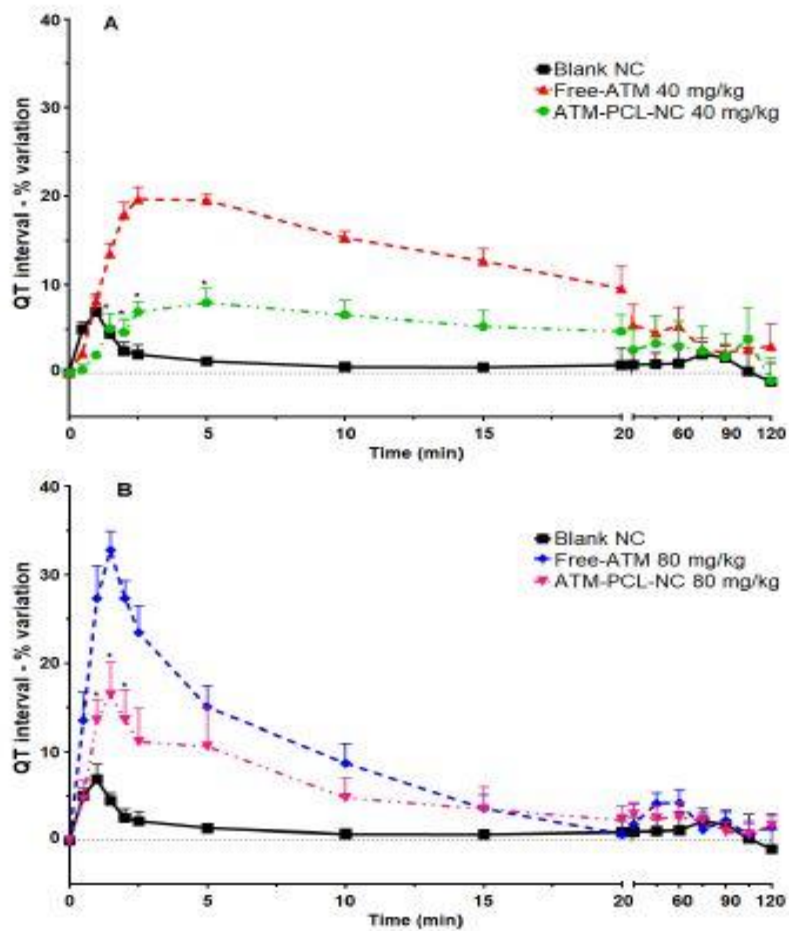 A
40
30
20
10
0
QT interval - % variation
Blank NC
Free-ATM 40 mg/kg
ATM-PCL-NC 40 mg/kg
0 5 10 15 20 60 90 120
Time (min)
B
40
30
20
10
0
QT interval - % variation
Blank NC
Free-ATM 80 mg/kg
ATM-PCL-NC 80 mg/kg
0 5 10 15 20 60 90 120
Time (min)